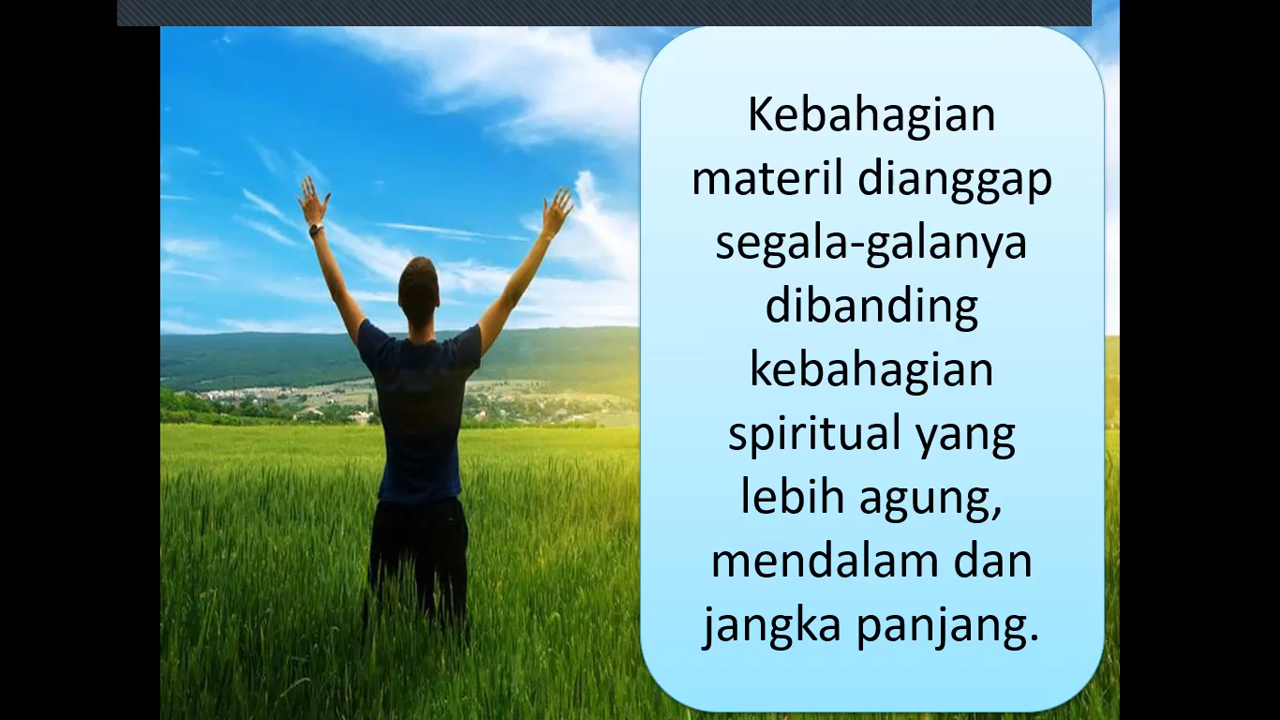 Kebahagian
materil dianggap
segala-galanya
dibanding
kebahagian
spiritual yang
lebih agung,
mendalam dan
jangka panjang.